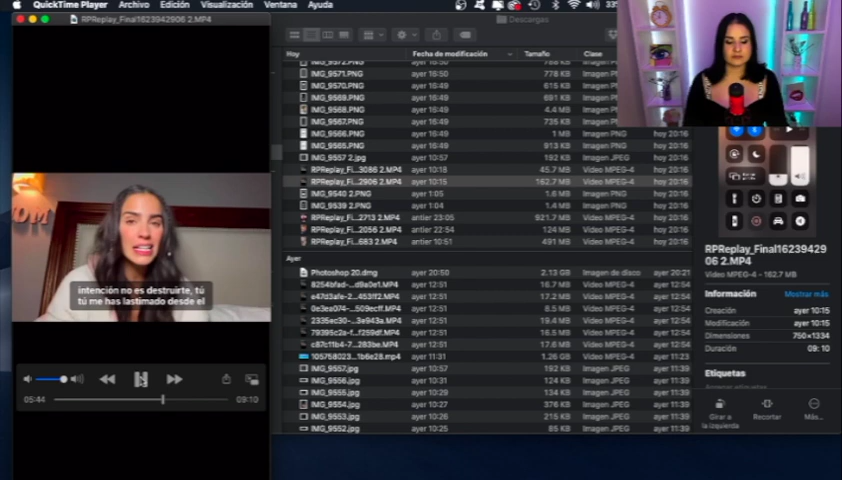 QuickTime Player Archivo Edición Visualización Ventana Ayuda
RPReplay_Final1623942906 2.MP4
Descargas
Hoy Fecha de modificación Tamaño Clase
IMG_9572.PNG
IMG_9571.PNG ayer 16:50 778 KB Imagen PNG
IMG_9570.PNG ayer 16:49 615 KB Imagen PNG
IMG_9569.PNG ayer 16:49 691 KB Imagen PNG
IMG_9568.PNG ayer 16:49 4.4 MB Imagen PNG
IMG_9567.PNG ayer 16:49 735 KB Imagen PNG
IMG_9566.PNG ayer 16:49 1 MB Imagen PNG hoy 20:16
IMG_9565.PNG ayer 16:49 913 KB Imagen PNG hoy 20:16
IMG_9557 2.jpg ayer 10:57 192 KB Imagen JPEG hoy 20:16
RPReplay_Fi...3086 2.MP4 ayer 10:18 45.7 MB Vídeo MPEG-4 hoy 20:16
RPReplay_Fi...2906 2.MP4 ayer 10:15 162.7 MB Vídeo MPEG-4 hoy 20:16
IMG_9540 2.PNG ayer 1:05 1.6 MB Imagen PNG hoy 20:16
IMG_9539 2.PNG ayer 1:04 1.4 MB Imagen PNG hoy 20:16
RPReplay_Fi...2713 2.MP4 antier 23:05 921.7 MB Vídeo MPEG-4 hoy 20:16
RPReplay_Fi...2056 2.MP4 antier 22:54 124 MB Vídeo MPEG-4 hoy 20:16
RPReplay_Fi...683 2.MP4 antier 10:51 491 MB Vídeo MPEG-4 hoy 20:16
Ayer
Photoshop 20.dmg ayer 20:50 2.13 GB Imagen de disco ayer 20:21
ayer 12:51 16.7 MB Vídeo MPEG-4 ayer 12:54
ayer 12:51 17.2 MB Vídeo MPEG-4 ayer 12:54
ayer 12:51 8.5 MB Vídeo MPEG-4 ayer 12:54
ayer 12:51 19.4 MB Vídeo MPEG-4 ayer 12:54
ayer 12:51 16.5 MB Vídeo MPEG-4 ayer 12:54
ayer 12:51 17.6 MB Vídeo MPEG-4 ayer 12:54
ayer 11:31 1.26 GB Vídeo MPEG-4 ayer 11:23
IMG_9557.jpg ayer 10:57 192 KB Imagen JPEG ayer 11:39
IMG_9556.jpg ayer 10:31 124 KB Imagen JPEG ayer 11:39
IMG_9555.jpg ayer 10:29 142 KB Imagen JPEG ayer 11:39
IMG_9554.jpg ayer 10:27 376 KB Imagen JPEG ayer 11:39
IMG_9553.jpg ayer 10:26 215 KB Imagen JPEG ayer 11:39
IMG_9552.jpg ayer 10:25 85 KB Imagen JPEG ayer 11:39
intención no es destruirte, tú
tú me has lastimado desde el
05:44 09:10
RPReplay_Final16239429
06 2.MP4
Vídeo MPEG-4 - 162.7 MB
Información Mostrar más
Creación ayer 10:15
Modificación ayer 10:15
Dimensiones 750×1334
Duración 09:10
Etiquetas
Girar a
la izquierda
Recortar
Más...